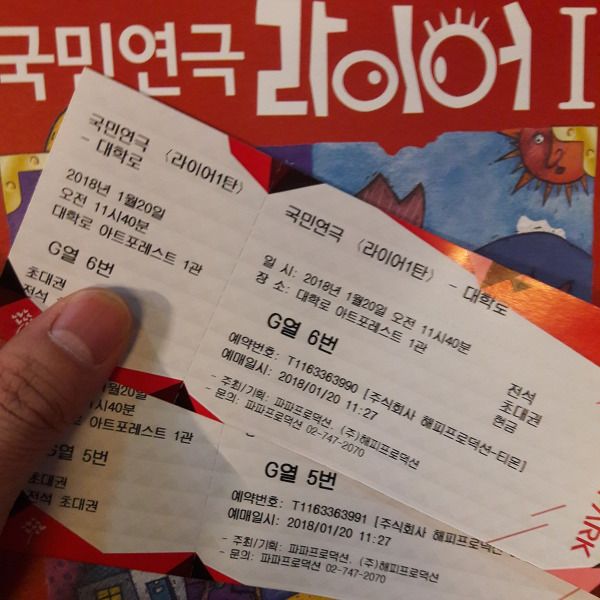 국민연극 라이어 I
국민연극 〈라이어1탄〉
- 대학로
2018년 1월20일
오전 11시40분
대학로 아트포레스트 1관
G열 6번
초대권
전석
국민연극 〈라이어1탄〉 - 대학로
일 시: 2018년 1월20일 오전 11시40분
장 소: 대학로 아트포레스트 1관
G열 6번
전석
초대권
현금
예약번호: T1163363990 [주식회사 해피프로덕션-티몬]
예매일시: 2018/01/20 11:27
- 주최/기획: 파파프로덕션, (주)해피프로덕션
- 문의: 파파프로덕션 02-747-2070
1월20일
11시40분
아트포레스트 1관
G열 5번
초대권
전석 초대권
G열 5번
예약번호: T1163363991 [주식회사 해피프로덕션
예매일시: 2018/01/20 11:27
- 주최/기획: 파파프로덕션, (주)해피프로덕션
- 문의: 파파프로덕션 02-747-2070
PARK